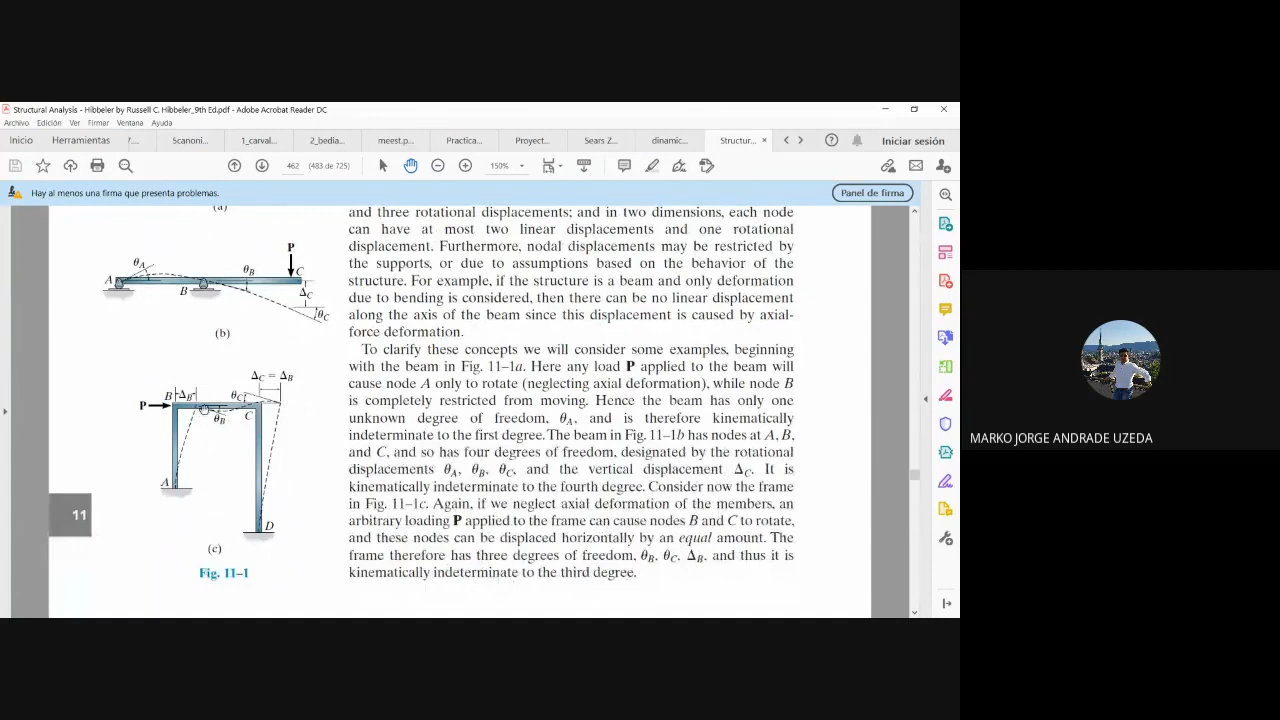 Structural Analysis - Hibbeler by Russell C. Hibbeler_9th Ed.pdf - Adobe Acrobat Reader DC
Archivo Edición Ver Firmar Ventana Ayuda
Inicio Herramientas 7.... 5canoni... 1_carval... 2_bedia... meest.p... Practica... Proyect... Sears Z... dinamic... Structur... × Iniciar sesión
462 (483 de 725) 150%
Hay al menos una firma que presenta problemas. Panel de firma
(a)
P
θA
A
B
θB
C
ΔC
θC
(b)
ΔC = ΔB
P
B
ΔB
θC
θB
C
A
D
(c)
Fig. 11–1
11
and three rotational displacements; and in two dimensions, each node
can have at most two linear displacements and one rotational
displacement. Furthermore, nodal displacements may be restricted by
the supports, or due to assumptions based on the behavior of the
structure. For example, if the structure is a beam and only deformation
due to bending is considered, then there can be no linear displacement
along the axis of the beam since this displacement is caused by axial-
force deformation.
To clarify these concepts we will consider some examples, beginning
with the beam in Fig. 11–1a. Here any load P applied to the beam will
cause node A only to rotate (neglecting axial deformation), while node B
is completely restricted from moving. Hence the beam has only one
unknown degree of freedom, θA, and is therefore kinematically
indeterminate to the first degree. The beam in Fig. 11–1b has nodes at A, B,
and C, and so has four degrees of freedom, designated by the rotational
displacements θA, θB, θC, and the vertical displacement ΔC. It is
kinematically indeterminate to the fourth degree. Consider now the frame
in Fig. 11–1c. Again, if we neglect axial deformation of the members, an
arbitrary loading P applied to the frame can cause nodes B and C to rotate,
and these nodes can be displaced horizontally by an equal amount. The
frame therefore has three degrees of freedom, θB, θC, ΔB, and thus it is
kinematically indeterminate to the third degree.
MARKO JORGE ANDRADE UZEDA